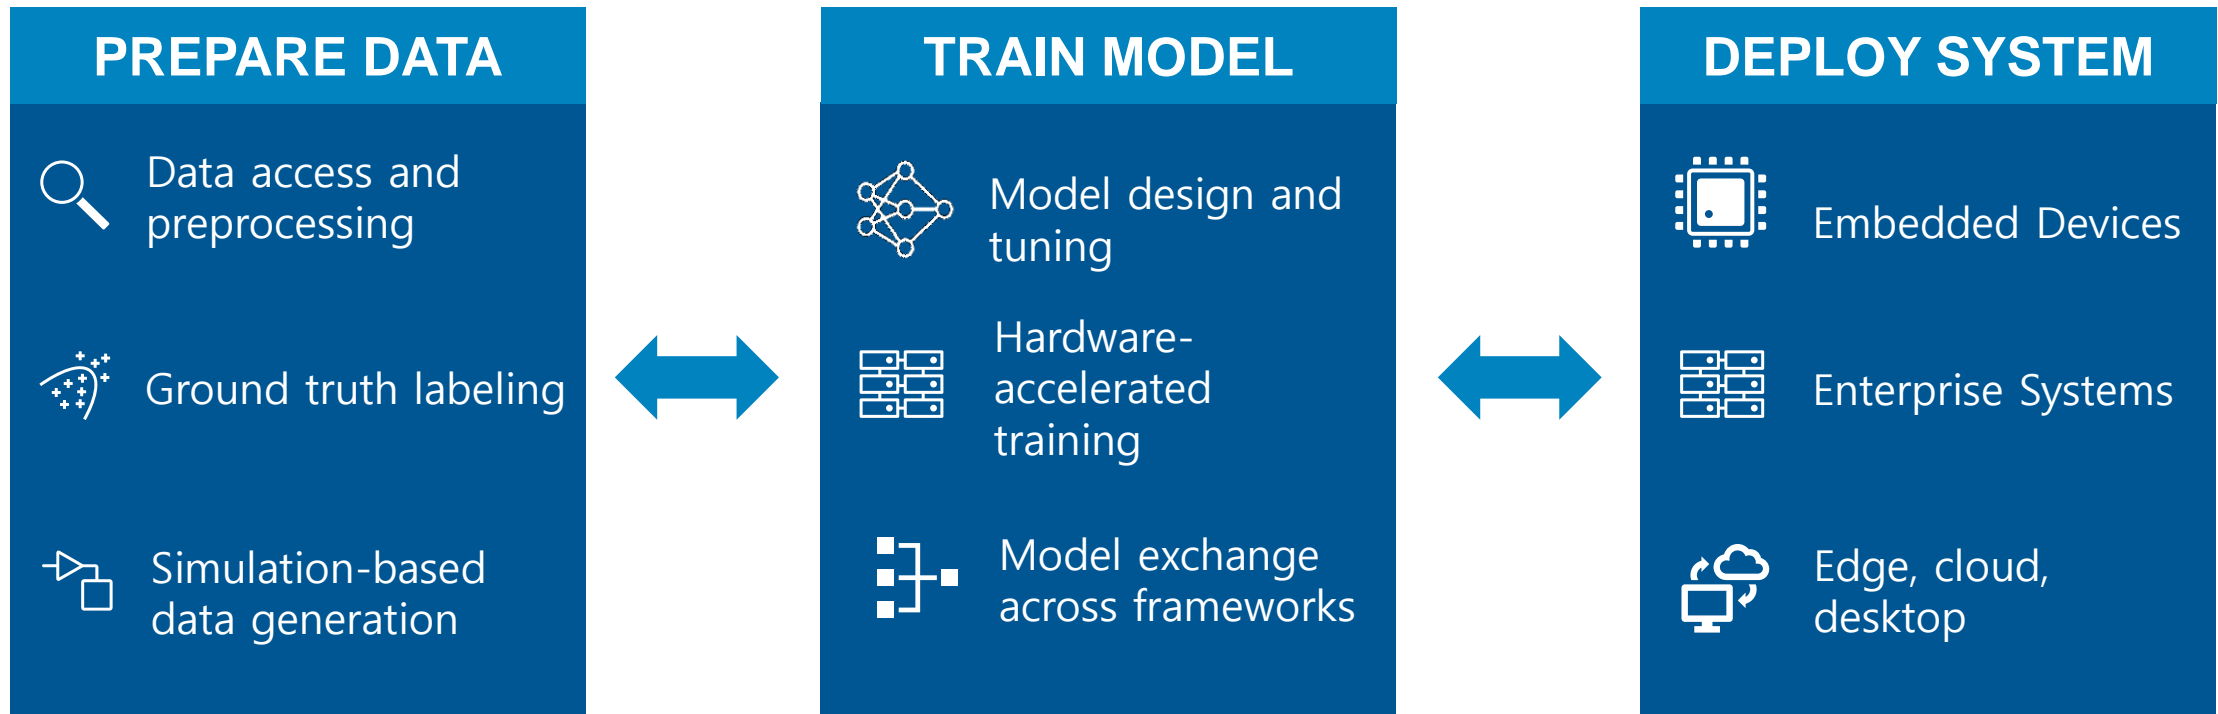 PREPARE DATA
Data access and
preprocessing
Ground truth labeling
Simulation-based
data generation
TRAIN MODEL
Model design and
tuning
Hardware-
accelerated
training
Model exchange
across frameworks
DEPLOY SYSTEM
Embedded Devices
Enterprise Systems
Edge, cloud,
desktop